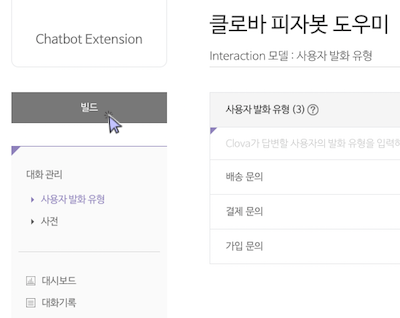 Chatbot Extension
빌드
대화 관리
사용자 발화 유형
사전
대시보드
대화기록
클로바 피자봇 도우미
Interaction 모델 : 사용자 발화 유형
사용자 발화 유형 (3) ?
Clova가 답변할 사용자의 발화 유형을 입력하
배송 문의
결제 문의
가입 문의